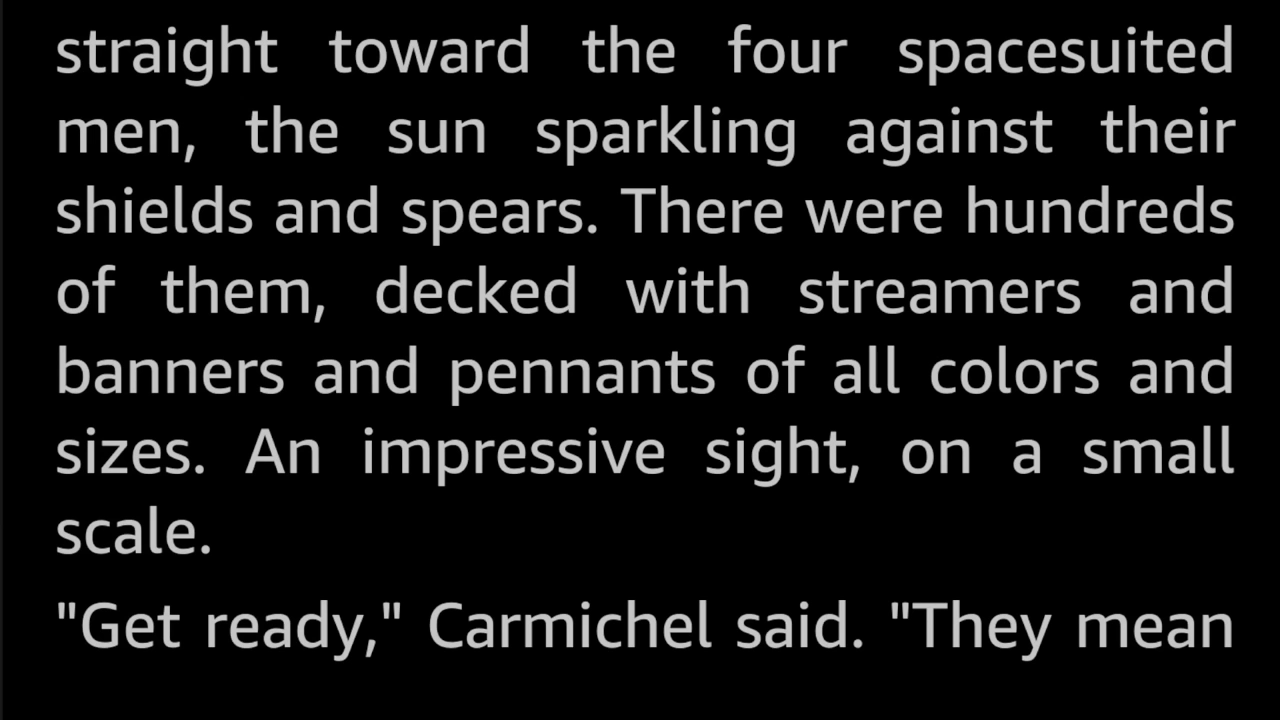 straight toward the four spacesuited
men, the sun sparkling against their
shields and spears. There were hundreds
of them, decked with streamers and
banners and pennants of all colors and
sizes. An impressive sight, on a small
scale.
"Get ready," Carmichel said. "They mean